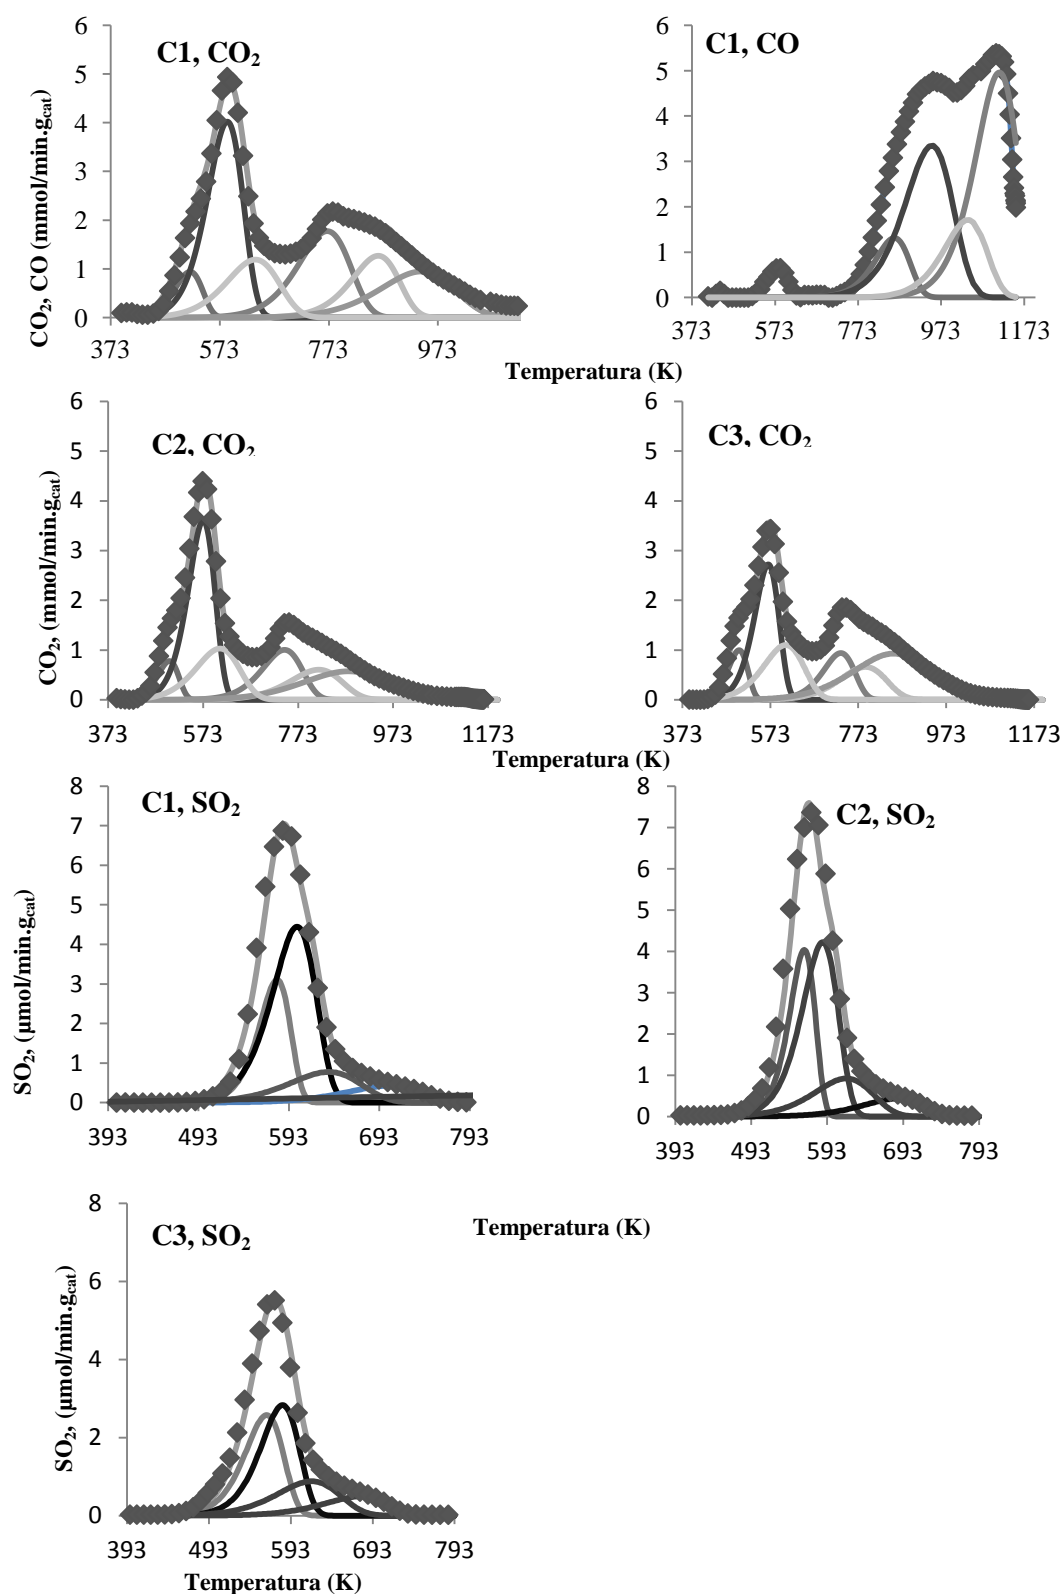 C1, CO2
CO2, CO (mmol/min.gcat)
6
5
4
3
2
1
0
373 573 773 973
C1, CO
6
5
4
3
2
1
0
373 573 773 973 1173
Temperatura (K)
C2, CO2
CO2, (mmol/min.gcat)
6
5
4
3
2
1
0
373 573 773 973 1173
C3, CO2
6
5
4
3
2
1
0
373 573 773 973 1173
Temperatura (K)
C1, SO2
SO2, (µmol/min.gcat)
8
7
6
5
4
3
2
1
0
393 493 593 693 793
C2, SO2
8
7
6
5
4
3
2
1
0
393 493 593 693 793
Temperatura (K)
C3, SO2
SO2, (µmol/min.gcat)
8
6
4
2
0
393 493 593 693 793
Temperatura (K)